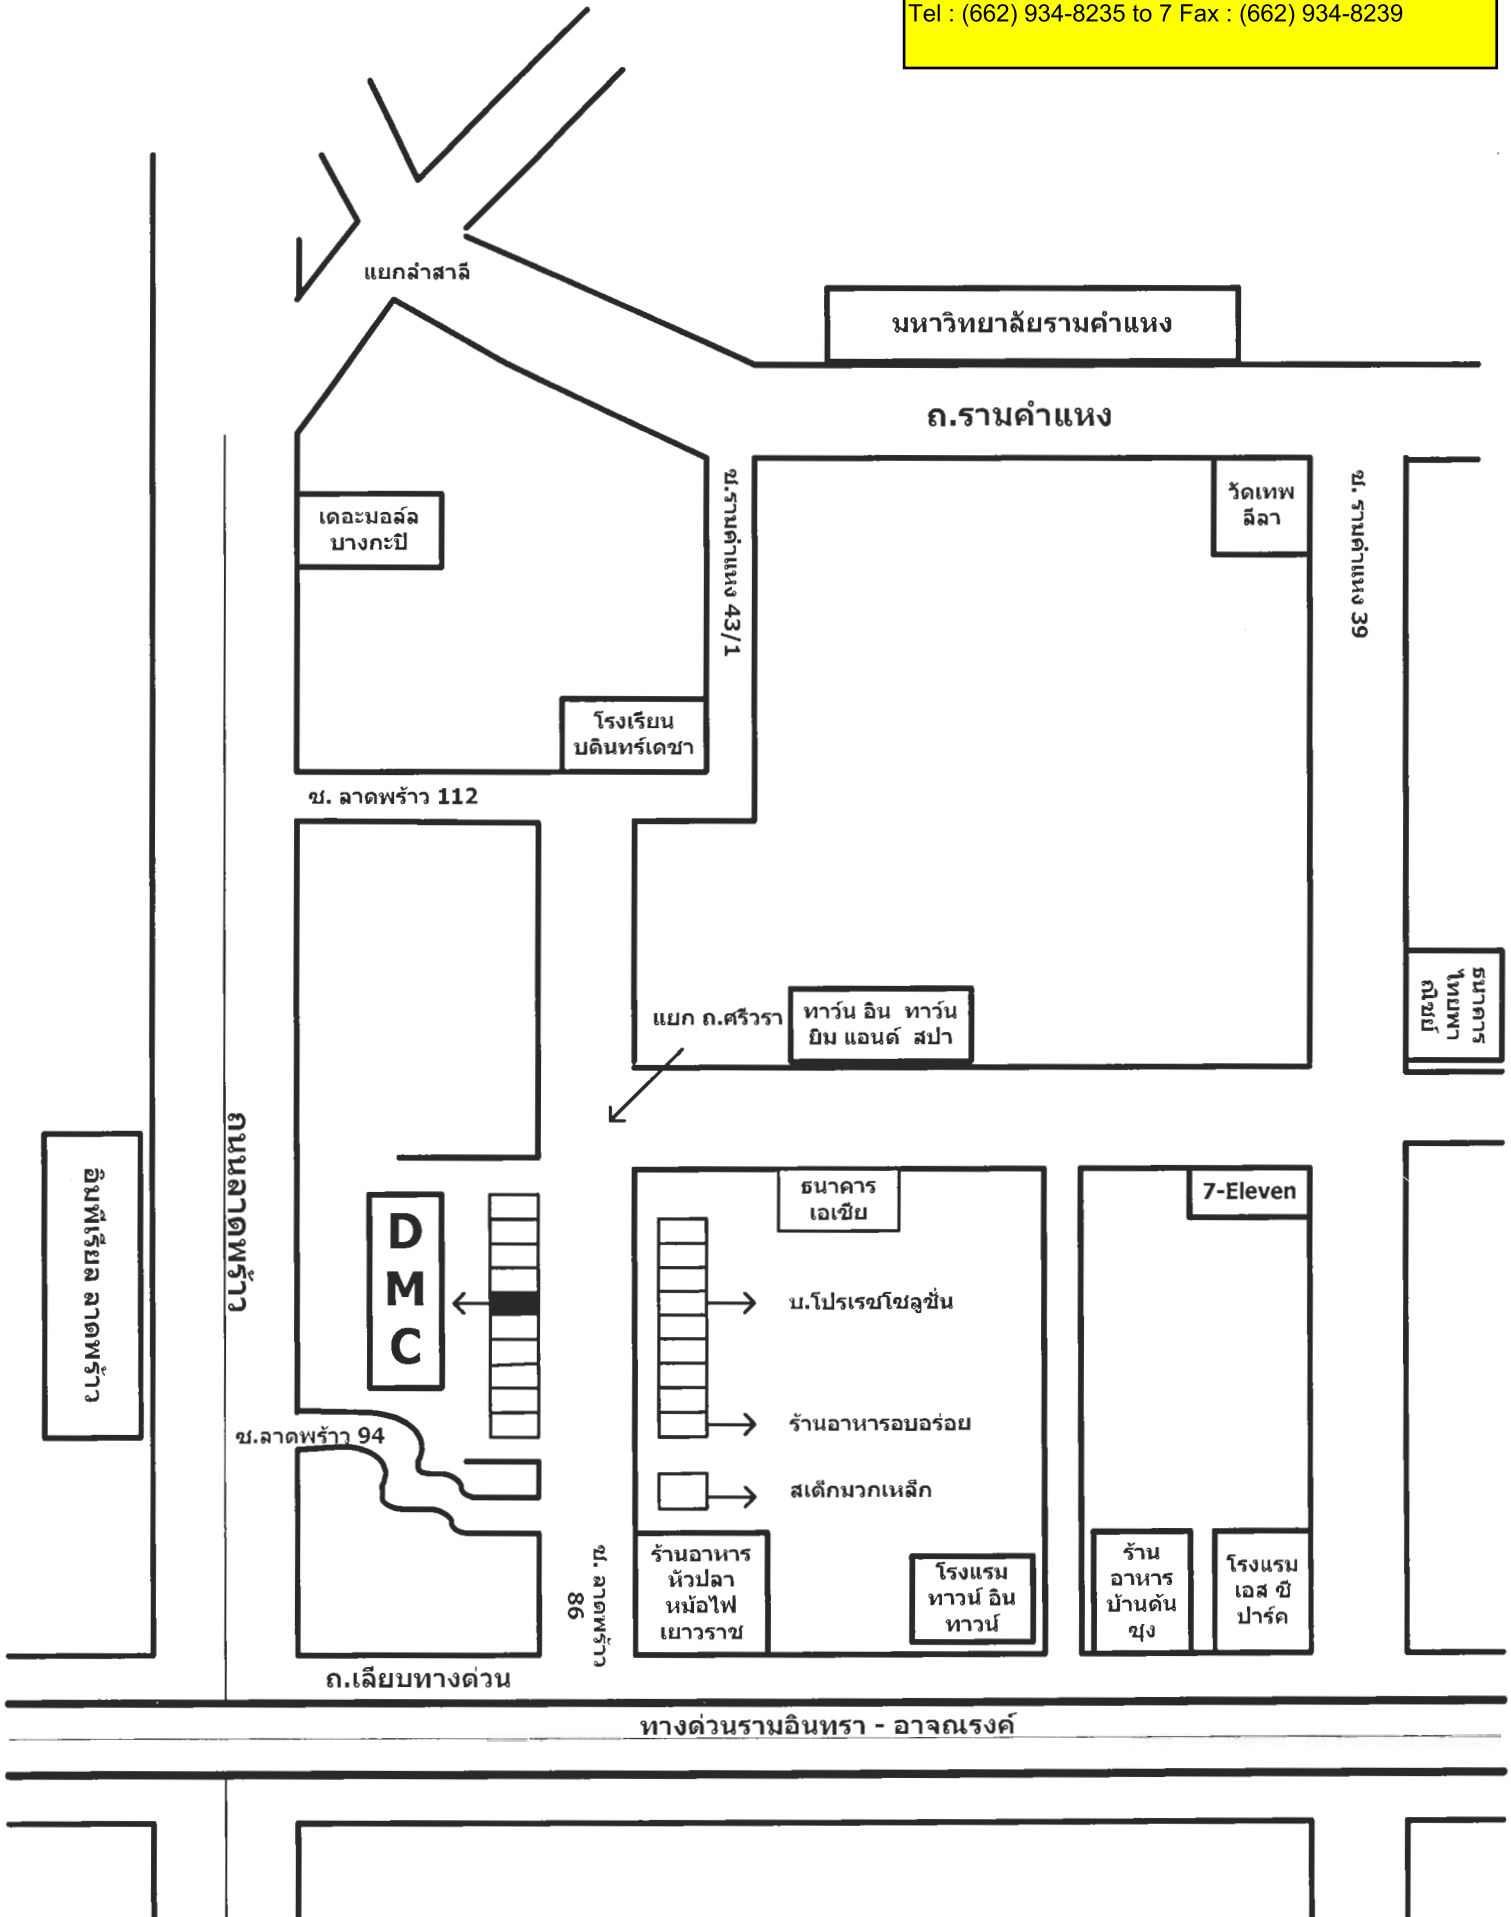 Tel : (662) 934-8235 to 7 Fax : (662) 934-8239
แยกลำสาลี
มหาวิทยาลัยรามคำแหง
ถ.รามคำแหง
เดอะมอล์ล
บางกะปิ
ซ.รามคำแหง 43/1
วัดเทพ
ลีลา
ซ. รามคำแหง 39
โรงเรียน
บดินทร์เดชา
ซ. ลาดพร้าว 112
แยก ถ.ศรีวรา
ทาว์น อิน ทาว์น
ยิม แอนด์ สปา
ธนาคาร
ไทยพา
ณิชย์
ถนนลาดพร้าว
อิมพีเรียล ลาดพร้าว
D
M
C
ธนาคาร
เอเซีย
7-Eleven
บ.โปรเรซโซลูชั่น
ร้านอาหารอบอร่อย
ซ.ลาดพร้าว 94
สเต็กมวกเหล็ก
ซ. ลาดพร้าว
86
ร้านอาหาร
หัวปลา
หม้อไฟ
เยาวราช
โรงแรม
ทาวน์ อิน
ทาวน์
ร้าน
อาหาร
บ้านดัน
ซุง
โรงแรม
เอส ซี
ปาร์ค
ถ.เลียบทางด่วน
ทางด่วนรามอินทรา - อาจณรงค์